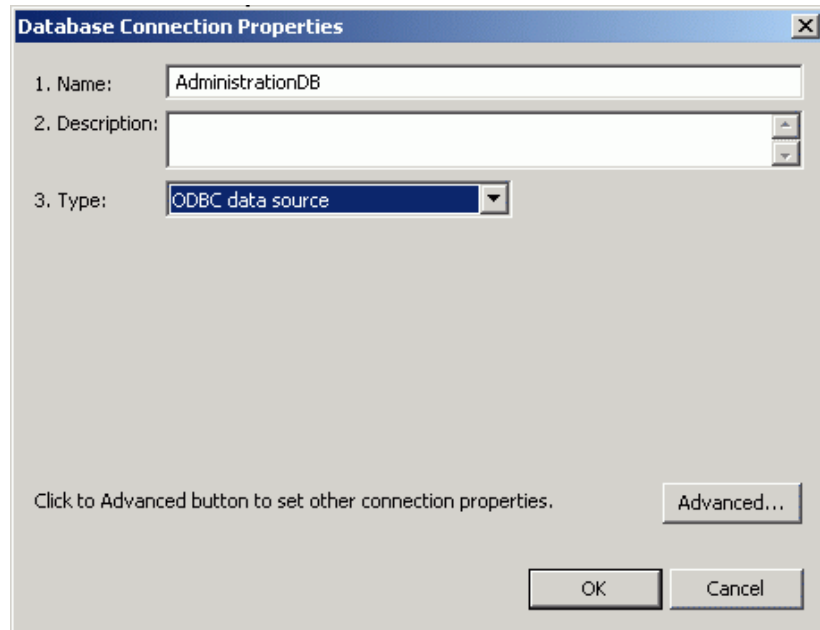 Database Connection Properties
1. Name: AdministrationDB
2. Description:
3. Type: ODBC data source
Click to Advanced button to set other connection properties. Advanced...
OK Cancel